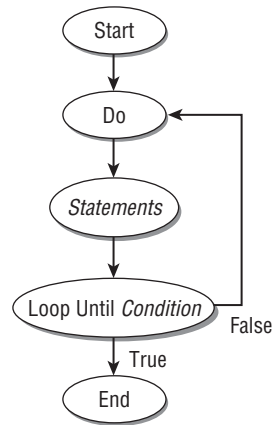 Start
Do
Statements
Loop Until Condition
False
True
End